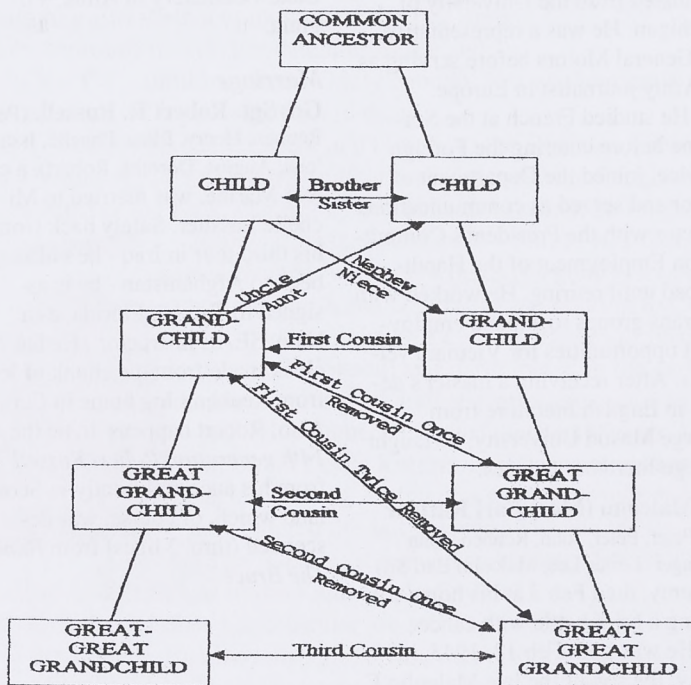 COMMON
ANCESTOR
CHILD
Brother
Sister
CHILD
Uncle
Aunt
Nephew
Niece
GRAND-
CHILD
First Cousin
GRAND-
CHILD
First Cousin Once
Removed
First Cousin Twice Removed
GREAT
GRAND-
CHILD
Second
Cousin
GREAT
GRAND-
CHILD
Second Cousin Once
Removed
GREAT-
GREAT
GRANDCHILD
Third Cousin
GREAT-
GREAT
GRANDCHILD